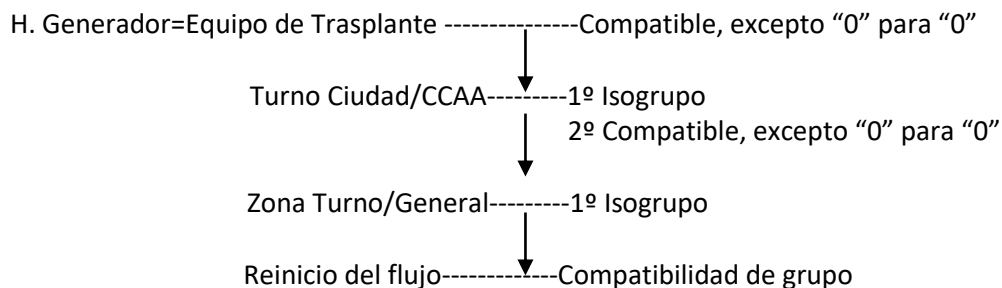 H. Generador=Equipo de Trasplante ---------------Compatible, excepto “0” para “0”
Turno Ciudad/CCAA---------1º Isogrupo
2º Compatible, excepto “0” para “0”
Zona Turno/General---------1º Isogrupo
Reinicio del flujo-------------Compatibilidad de grupo